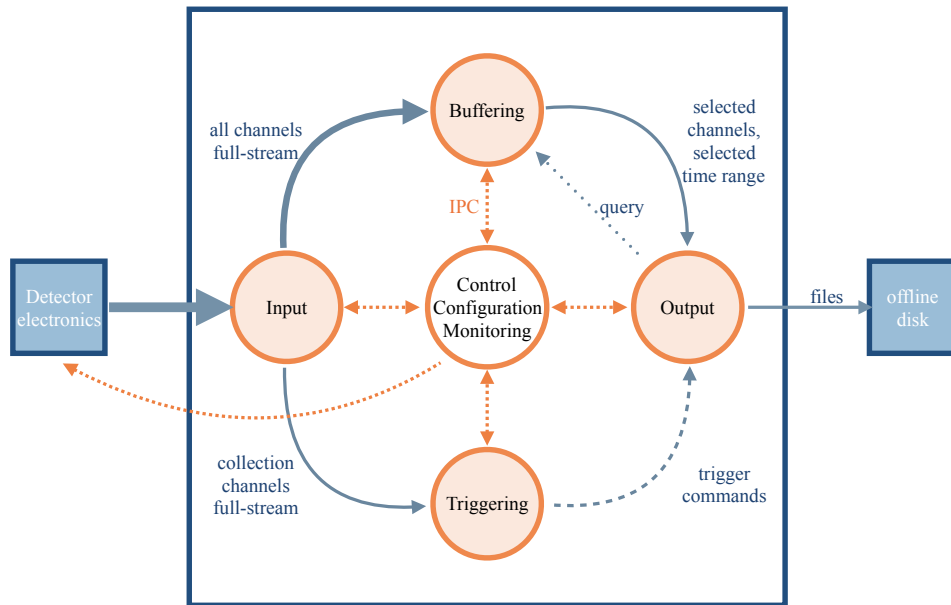 Buffering
all channels
full-stream
selected
channels,
selected
time range
IPC
query
Detector
electronics
Input
Control
Configuration
Monitoring
Output
files
offline
disk
collection
channels
full-stream
Triggering
trigger
commands